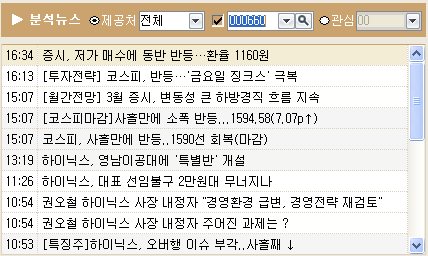 ▶ 분석뉴스 제공처 전체 000660 관심 00
16:34 증시, 저가 매수에 동반 반등…환율 1160원
16:13 [투자전략] 코스피, 반등…'금요일 징크스' 극복
15:07 [월간전망] 3월 증시, 변동성 큰 하방경직 흐름 지속
15:07 [코스피마감]사흘만에 소폭 반등...1594.58(7.07p↑)
15:07 코스피, 사흘만에 반등..1590선 회복(마감)
13:19 하이닉스, 영남이공대에 '특별반' 개설
11:26 하이닉스, 대표 선임불구 2만원대 무너지나
10:54 권오철 하이닉스 사장 내정자 "경영환경 급변, 경영전략 재검토"
10:54 권오철 하이닉스 사장 내정자 주어진 과제는 ?
10:53 [특징주]하이닉스, 오버행 이슈 부각..사흘째 ↓